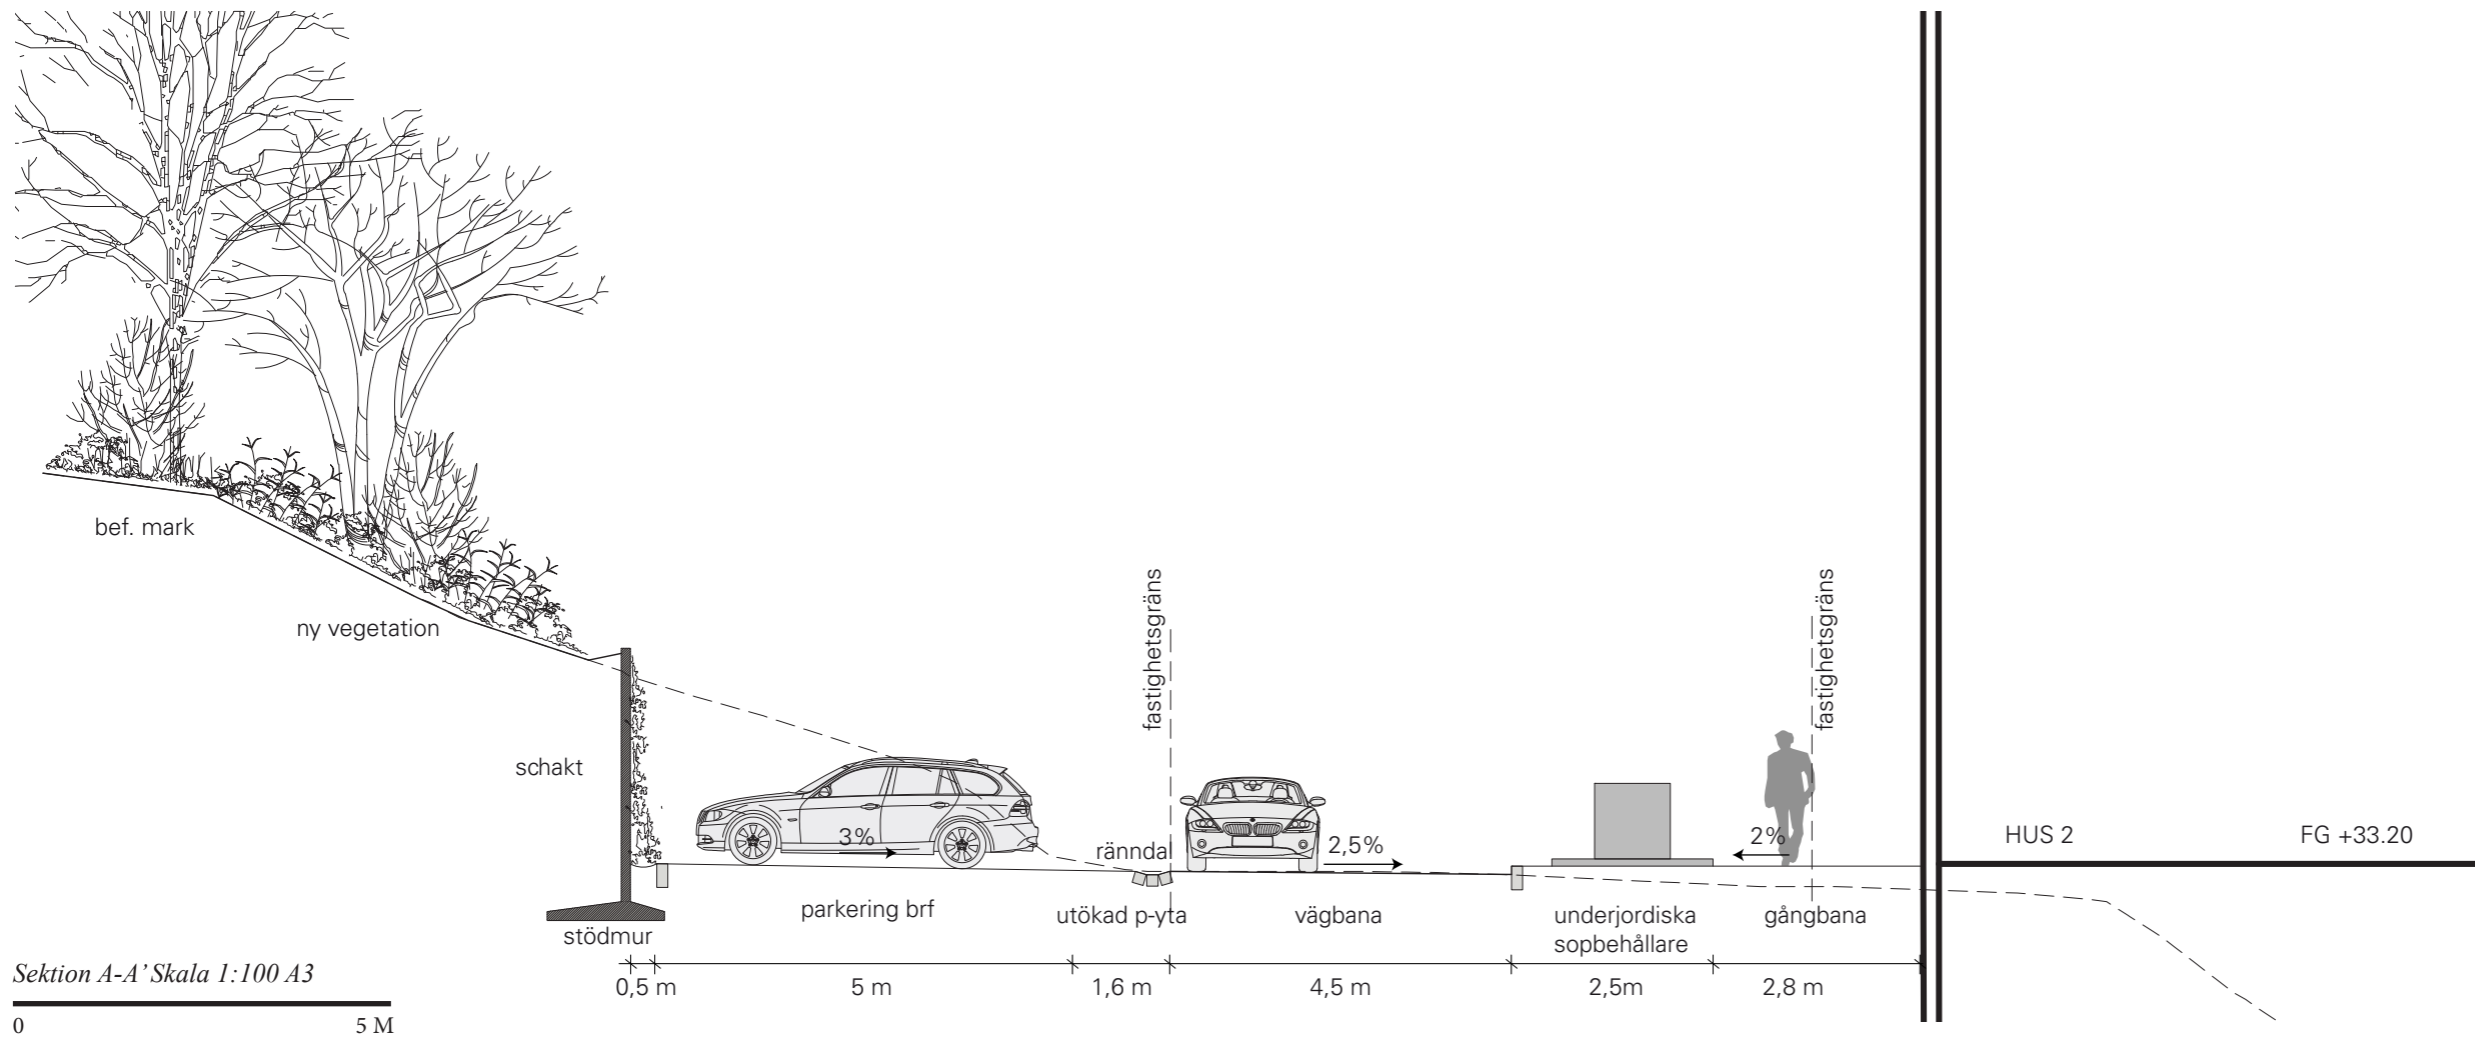 bef. mark
ny vegetation
fastighetsgräns
fastighetsgräns
schakt
3%
ränndal
2,5%
2%
HUS 2
FG +33.20
parkering brf
utökad p-yta
vägbana
underjordiska
sopbehållare
gångbana
stödmur
Sektion A-A’ Skala 1:100 A3
0,5 m
5 m
1,6 m
4,5 m
2,5m
2,8 m
0
5 M